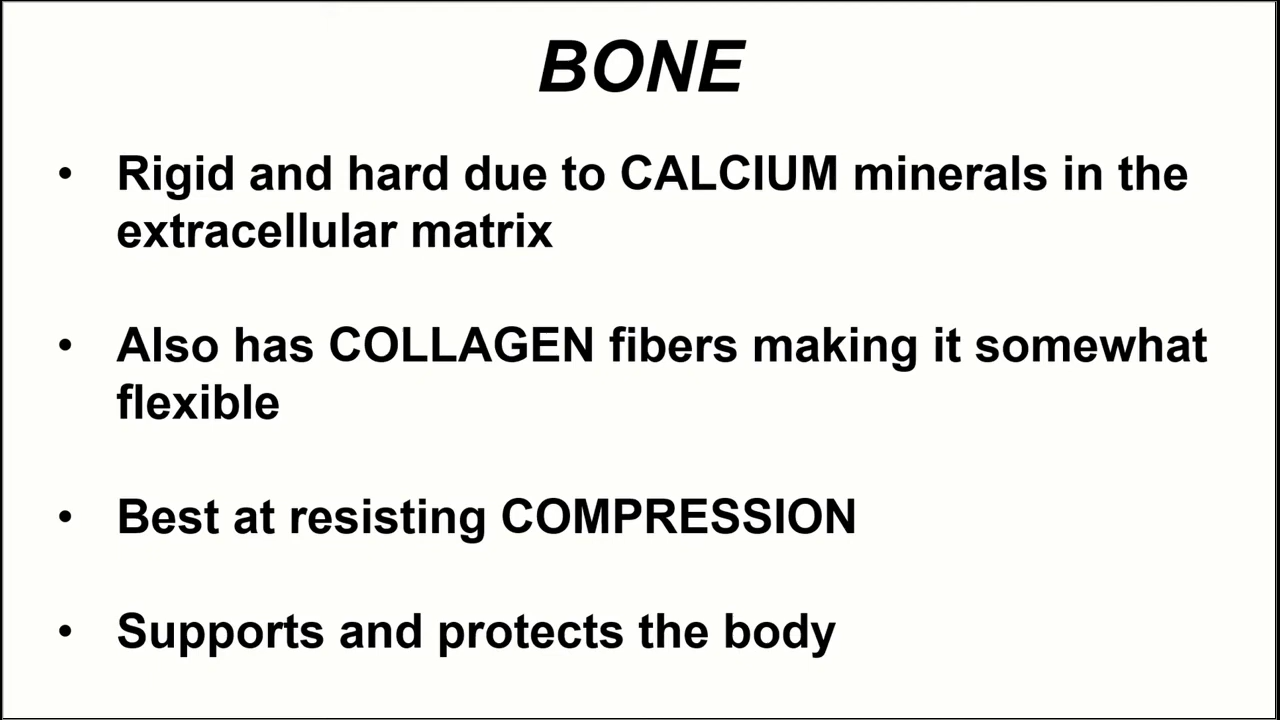 BONE
• Rigid and hard due to CALCIUM minerals in the
extracellular matrix
• Also has COLLAGEN fibers making it somewhat
flexible
• Best at resisting COMPRESSION
• Supports and protects the body